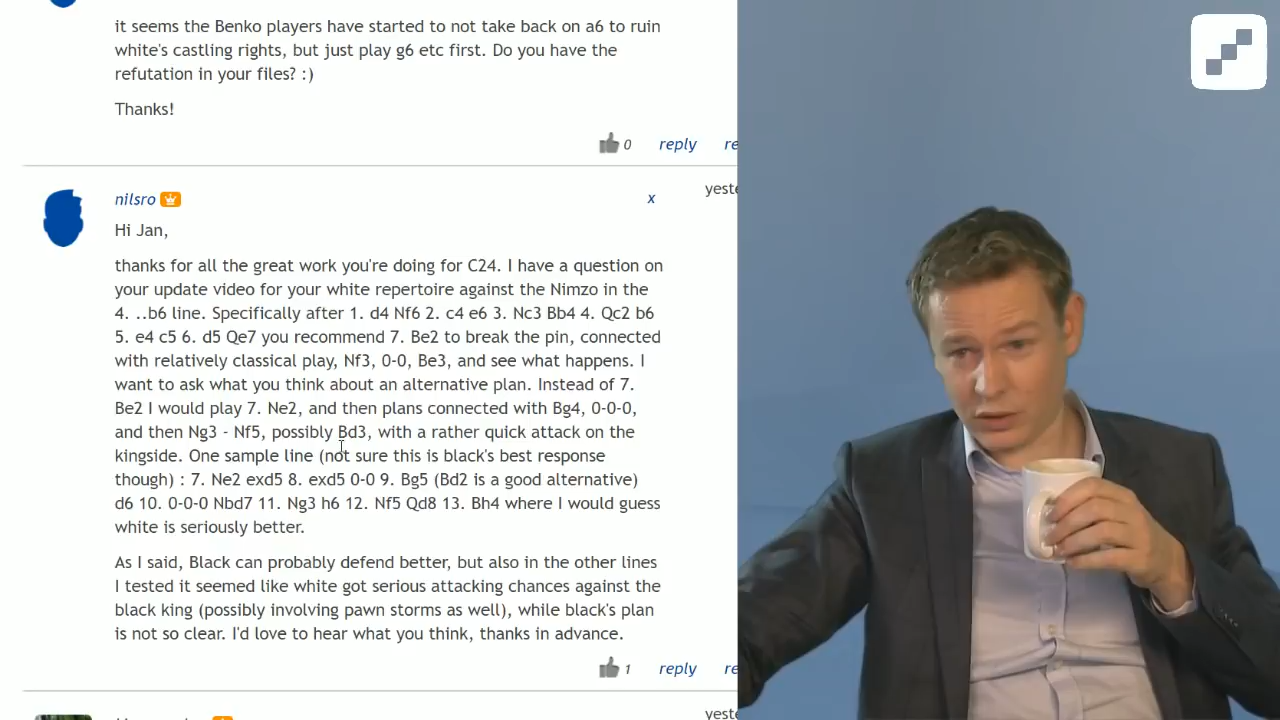 it seems the Benko players have started to not take back on a6 to ruin
white's castling rights, but just play g6 etc first. Do you have the
refutation in your files? :)
Thanks!
0 reply re
nilsro x yeste
Hi Jan,
thanks for all the great work you're doing for C24. I have a question on
your update video for your white repertoire against the Nimzo in the
4. ..b6 line. Specifically after 1. d4 Nf6 2. c4 e6 3. Nc3 Bb4 4. Qc2 b6
5. e4 c5 6. d5 Qe7 you recommend 7. Be2 to break the pin, connected
with relatively classical play, Nf3, 0-0, Be3, and see what happens. I
want to ask what you think about an alternative plan. Instead of 7.
Be2 I would play 7. Ne2, and then plans connected with Bg4, 0-0-0,
and then Ng3 - Nf5, possibly Bd3, with a rather quick attack on the
kingside. One sample line (not sure this is black's best response
though) : 7. Ne2 exd5 8. exd5 0-0 9. Bg5 (Bd2 is a good alternative)
d6 10. 0-0-0 Nbd7 11. Ng3 h6 12. Nf5 Qd8 13. Bh4 where I would guess
white is seriously better.
As I said, Black can probably defend better, but also in the other lines
I tested it seemed like white got serious attacking chances against the
black king (possibly involving pawn storms as well), while black's plan
is not so clear. I'd love to hear what you think, thanks in advance.
1 reply re
yeste